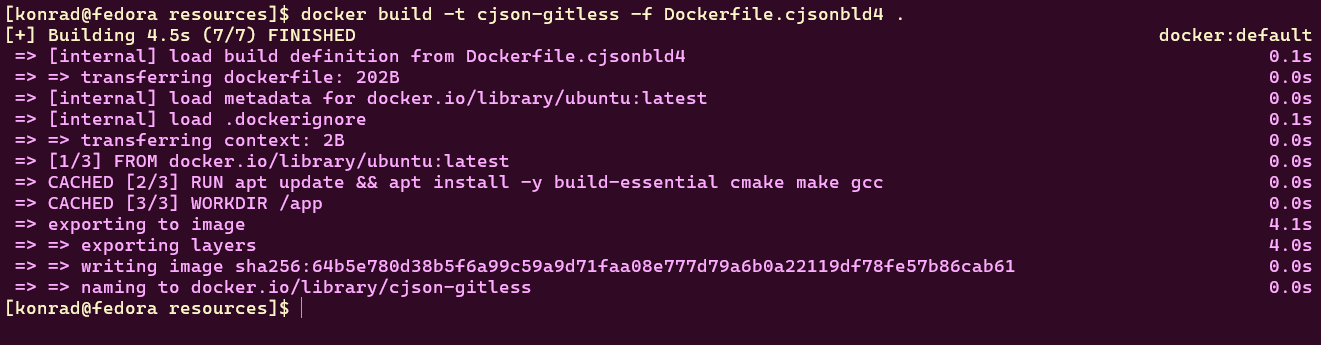 [konrad@fedora resources]$ docker build -t cjson-gitless -f Dockerfile.cjsonbld4 .
[+] Building 4.5s (7/7) FINISHED docker:default
=> [internal] load build definition from Dockerfile.cjsonbld4 0.1s
=> => transferring dockerfile: 202B 0.0s
=> [internal] load metadata for docker.io/library/ubuntu:latest 0.0s
=> [internal] load .dockerignore 0.1s
=> => transferring context: 2B 0.0s
=> [1/3] FROM docker.io/library/ubuntu:latest 0.0s
=> CACHED [2/3] RUN apt update && apt install -y build-essential cmake make gcc 0.0s
=> CACHED [3/3] WORKDIR /app 0.0s
=> exporting to image 4.1s
=> => exporting layers 4.0s
=> => writing image sha256:64b5e780d38b5f6a99c59a9d71faa08e777d79a6b0a22119df78fe57b86cab61 0.0s
=> => naming to docker.io/library/cjson-gitless 0.0s
[konrad@fedora resources]$